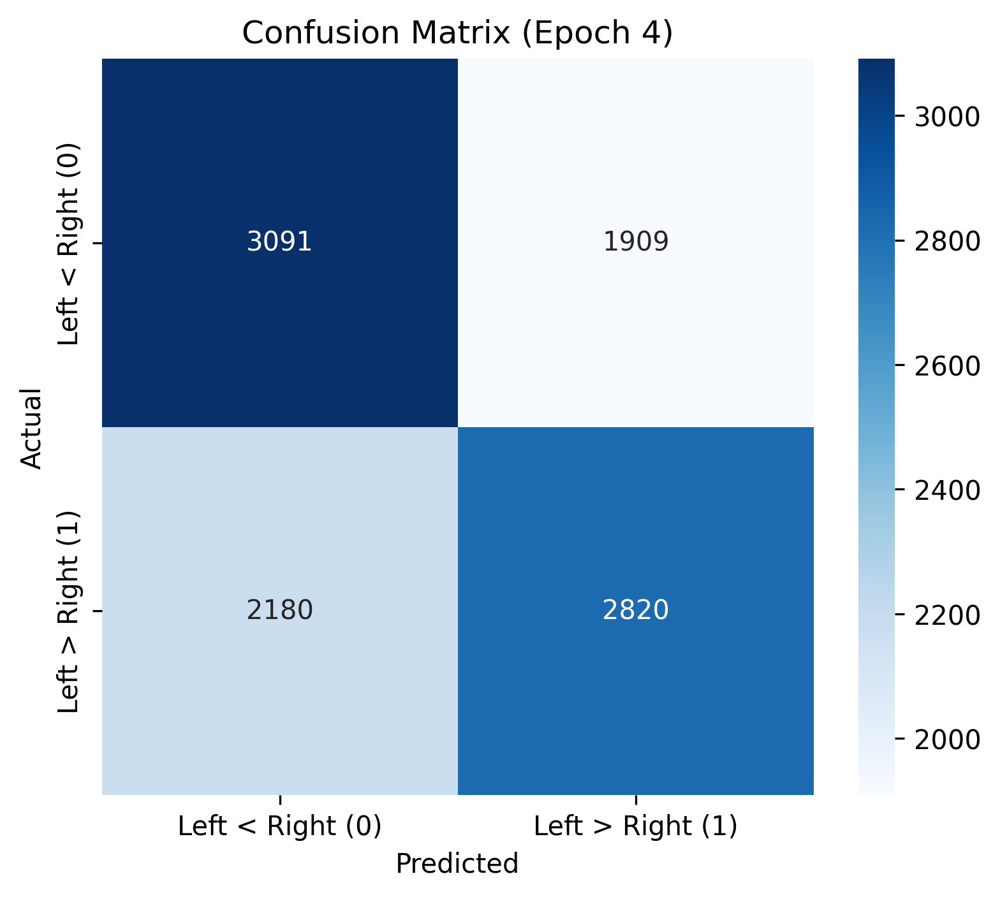 Confusion Matrix (Epoch 4)
Actual
Left < Right (0)
3091
1909
Left > Right (1)
2180
2820
Left < Right (0)
Left > Right (1)
Predicted
3000
2800
2600
2400
2200
2000